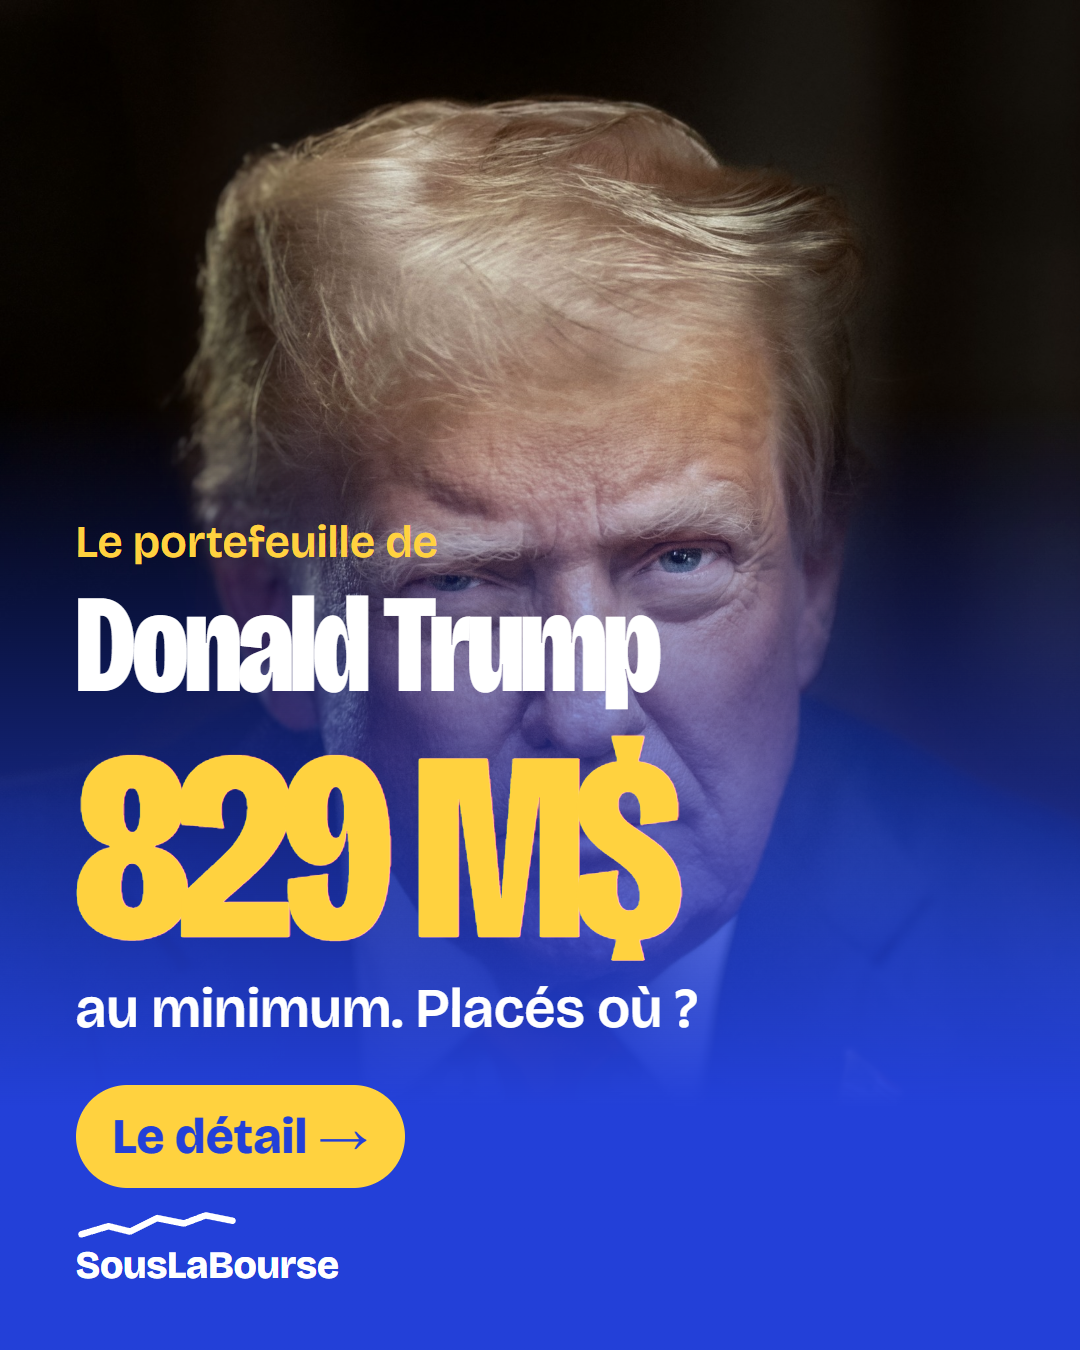 Le portefeuille de
Donald Trump
829 M$
au minimum. Placés où ?
Le détail →
SousLaBourse